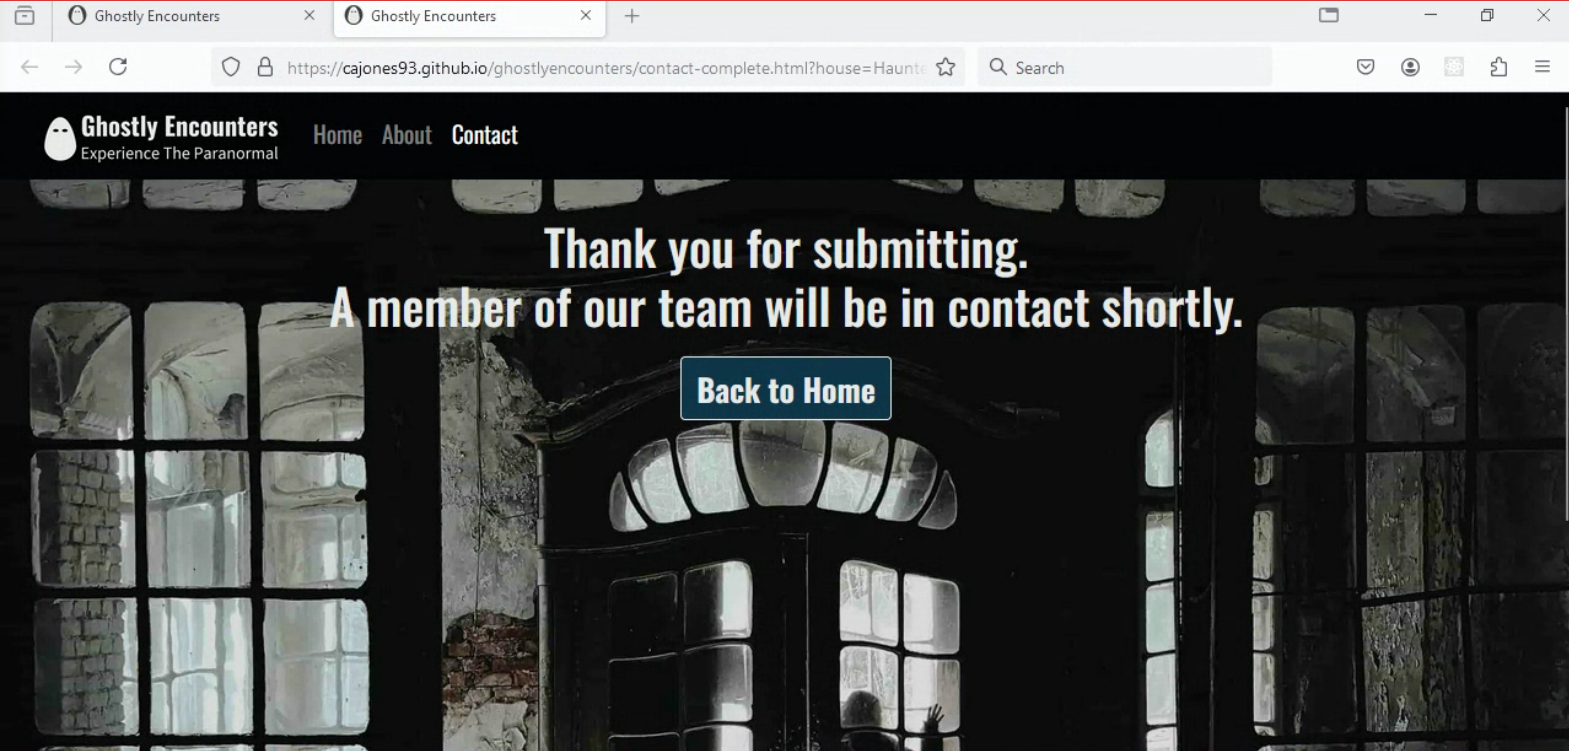 Ghostly Encounters
Ghostly Encounters
https://cajones93.github.io/ghostlyencounters/contact-complete.html?house=Haunte
Search
Ghostly Encounters
Experience The Paranormal
Home About Contact
Thank you for submitting.
A member of our team will be in contact shortly.
Back to Home